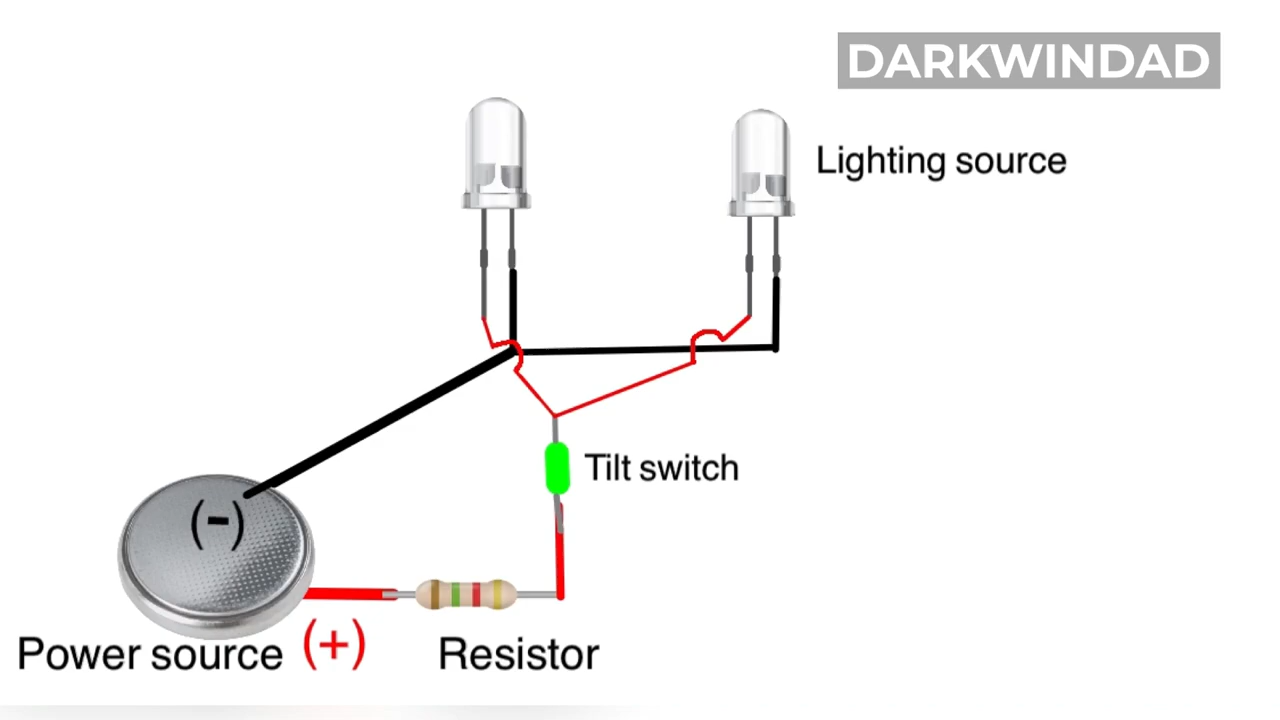 DARKWINDAD
Lighting source
Tilt switch
(-)
Power source (+)
Resistor